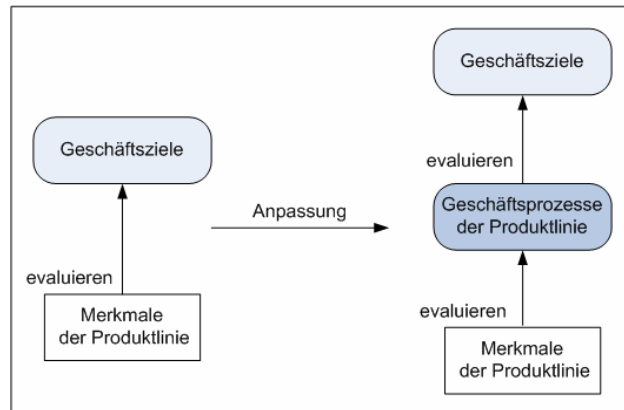 Geschäftsziele
evaluieren
Merkmale
der Produktlinie
Anpassung
Geschäftsziele
evaluieren
Geschäftsprozesse
der Produktlinie
evaluieren
Merkmale
der Produktlinie